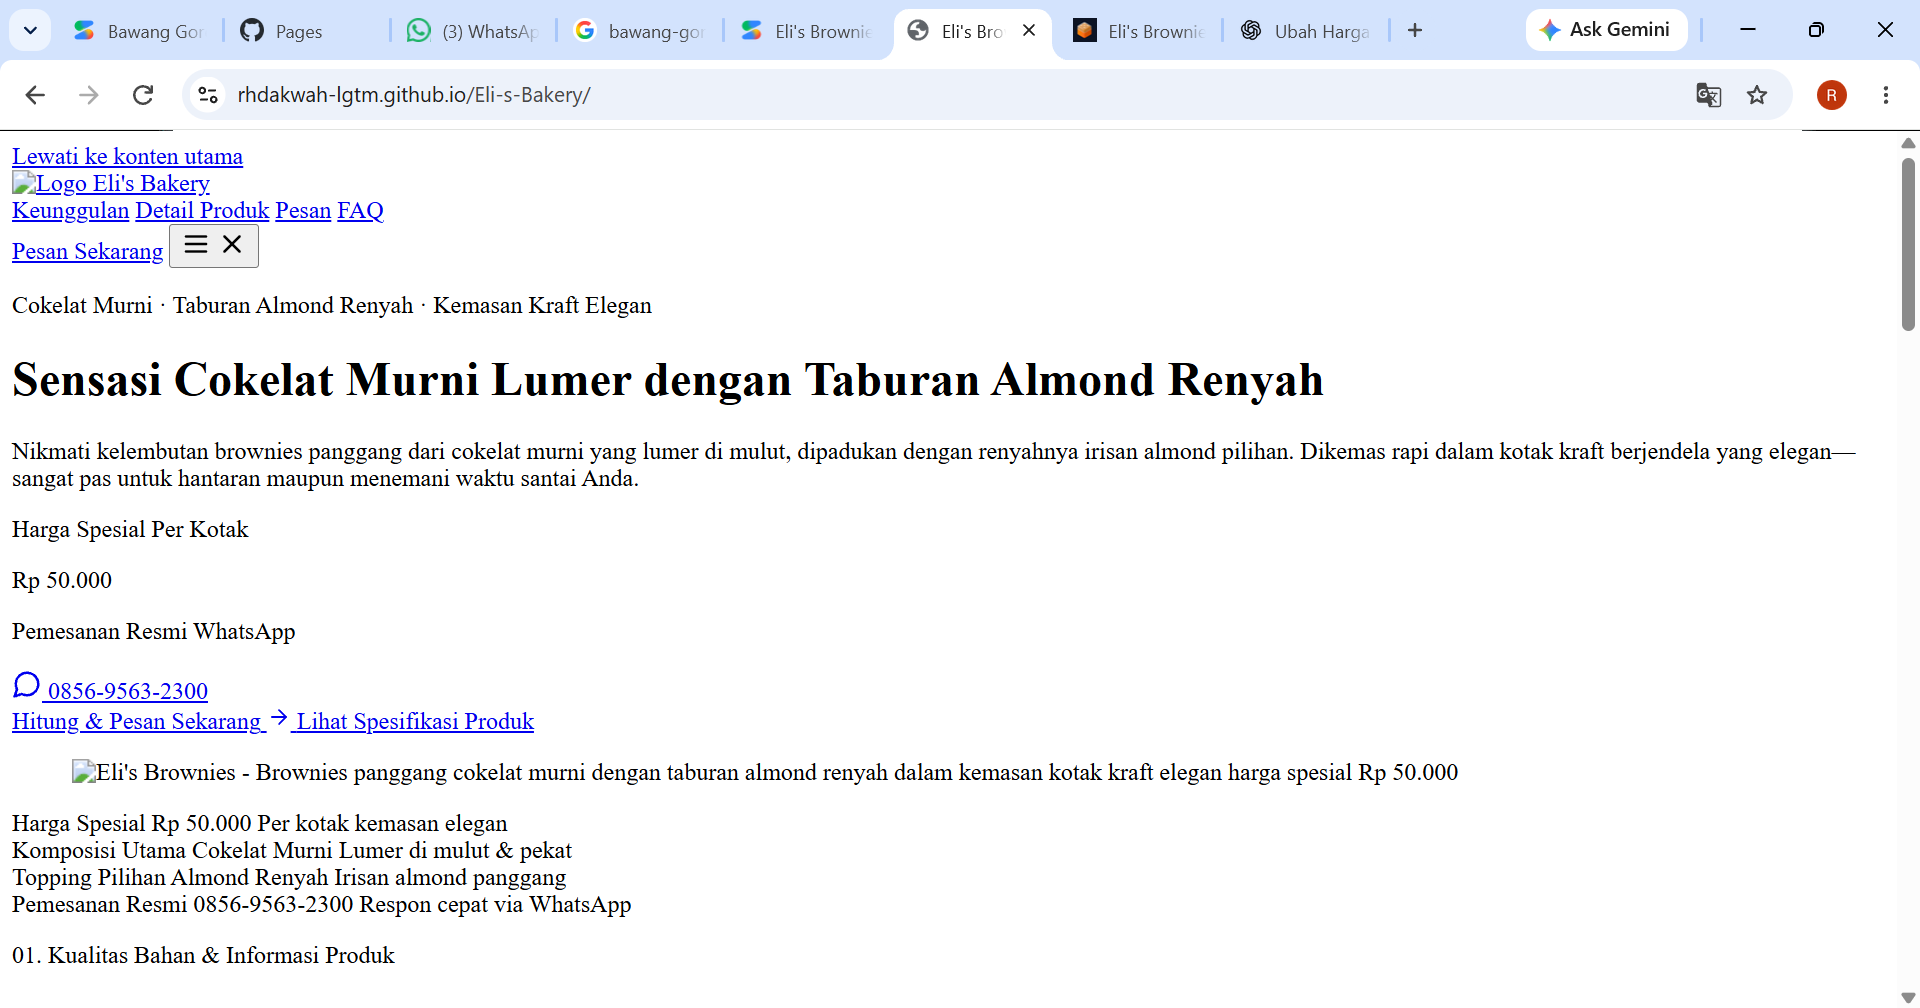 Bawang Gor
Pages
(3) WhatsAp
bawang-gor
Eli's Brownie
Eli's Bro
Eli's Brownie
Ubah Harga
Ask Gemini
rhdakwah-lgtm.github.io/Eli-s-Bakery/
R
Lewati ke konten utama
Logo Eli's Bakery
Keunggulan Detail Produk Pesan FAQ
Pesan Sekarang
Cokelat Murni · Taburan Almond Renyah · Kemasan Kraft Elegan
Sensasi Cokelat Murni Lumer dengan Taburan Almond Renyah
Nikmati kelembutan brownies panggang dari cokelat murni yang lumer di mulut, dipadukan dengan renyahnya irisan almond pilihan. Dikemas rapi dalam kotak kraft berjendela yang elegan—
sangat pas untuk hantaran maupun menemani waktu santai Anda.
Harga Spesial Per Kotak
Rp 50.000
Pemesanan Resmi WhatsApp
0856-9563-2300
Hitung & Pesan Sekarang → Lihat Spesifikasi Produk
Eli's Brownies - Brownies panggang cokelat murni dengan taburan almond renyah dalam kemasan kotak kraft elegan harga spesial Rp 50.000
Harga Spesial Rp 50.000 Per kotak kemasan elegan
Komposisi Utama Cokelat Murni Lumer di mulut & pekat
Topping Pilihan Almond Renyah Irisan almond panggang
Pemesanan Resmi 0856-9563-2300 Respon cepat via WhatsApp
01. Kualitas Bahan & Informasi Produk